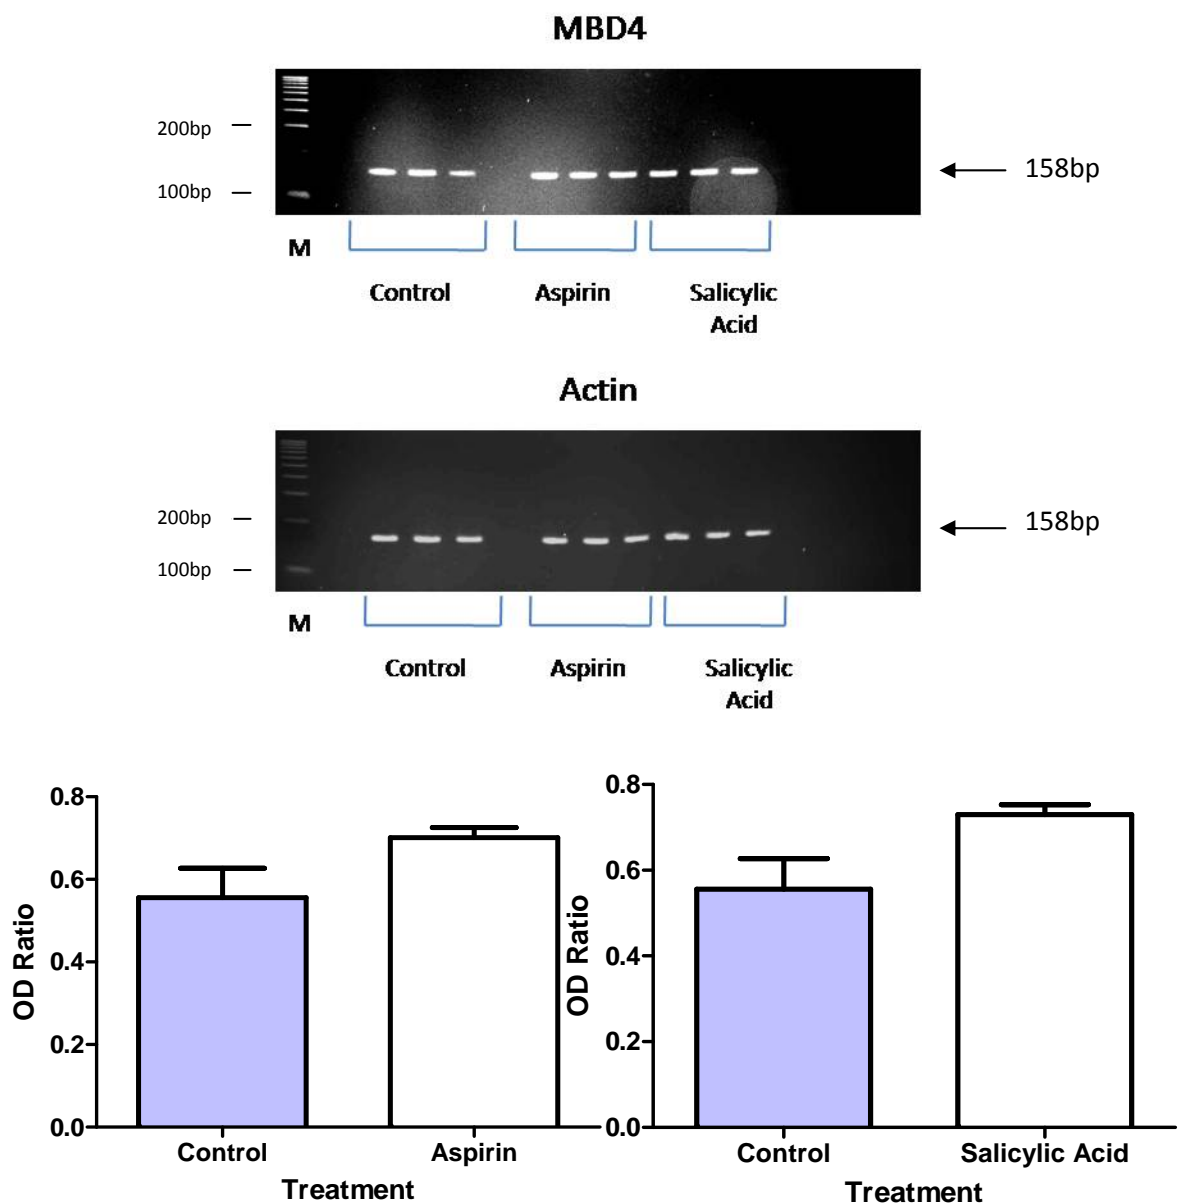 MBD4
200bp
100bp
158bp
M
Control
Aspirin
Salicylic
Acid
Actin
200bp
100bp
158bp
M
Control
Aspirin
Salicylic
Acid
0.8
0.6
0.4
0.2
0.0
OD Ratio
Control
Aspirin
Treatment
0.8
0.6
0.4
0.2
0.0
OD Ratio
Control
Salicylic Acid
Treatment